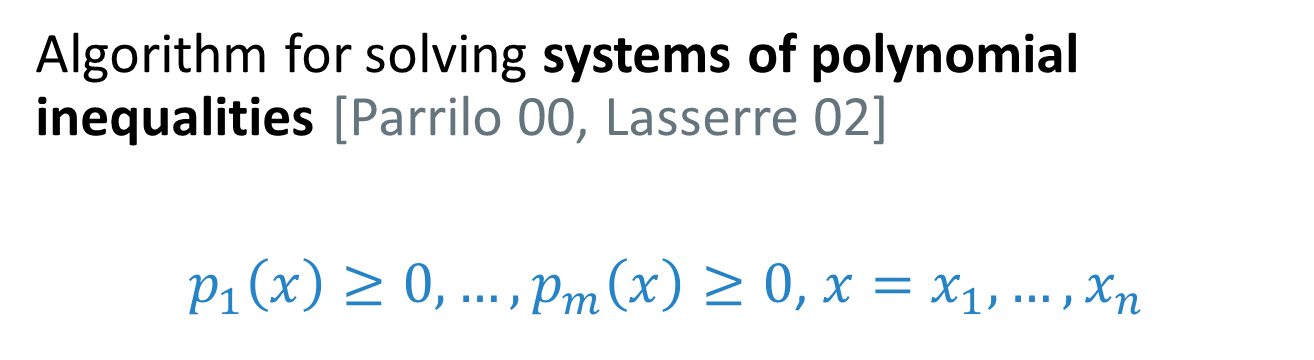 Algorithm for solving systems of polynomial
inequalities [Parrilo 00, Lasserre 02]
p₁(x) ≥ 0, … , pₘ(x) ≥ 0, x = x₁, … , xₙ